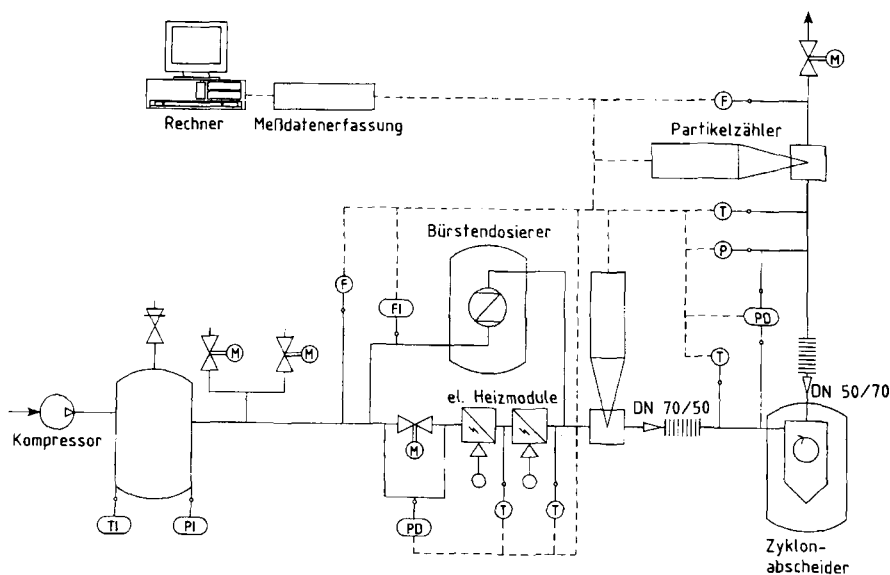 M
F
Rechner
Meßdatenerfassung
Partikelzähler
T
Bürstendosierer
P
F
FI
PD
M
M
T
el. Heizmodule
DN 70/50
DN 50/70
Kompressor
M
TI
PI
PD
T
T
Zyklon-
abscheider